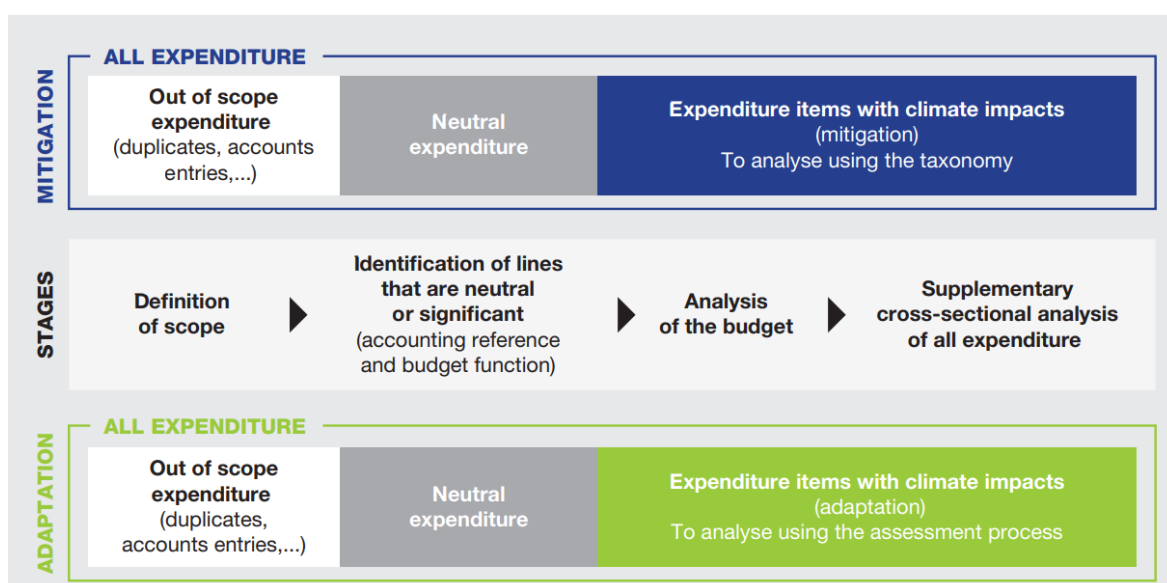 MITIGATION
ALL EXPENDITURE
Out of scope
expenditure
(duplicates, accounts
entries,...)
Neutral
expenditure
Expenditure items with climate impacts
(mitigation)
To analyse using the taxonomy
STAGES
Definition
of scope
Identification of lines
that are neutral
or significant
(accounting reference
and budget function)
Analysis
of the budget
Supplementary
cross-sectional analysis
of all expenditure
ADAPTATION
ALL EXPENDITURE
Out of scope
expenditure
(duplicates,
accounts entries,...)
Neutral
expenditure
Expenditure items with climate impacts
(adaptation)
To analyse using the assessment process